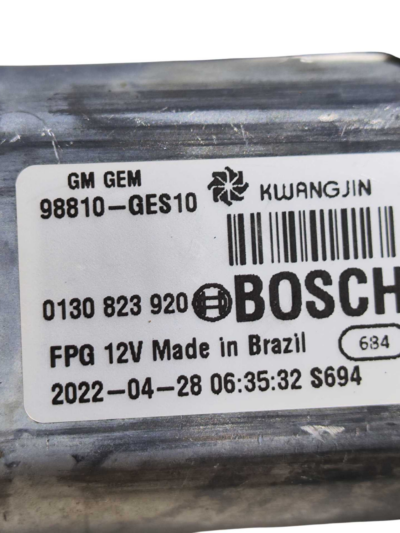 GM GEM KWANGJIN
98810-GES10
0130 823 920 BOSCH
FPG 12V Made in Brazil 684
2022-04-28 06:35:32 S694